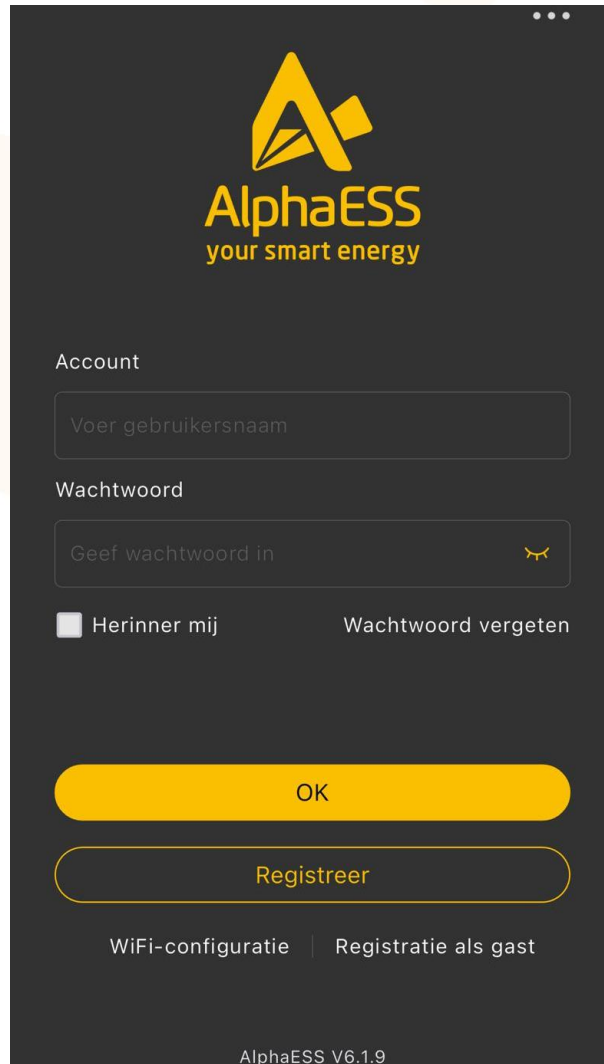 AlphaESS
your smart energy
Account
Voer gebruikersnaam
Wachtwoord
Geef wachtwoord in
Herinner mij Wachtwoord vergeten
OK
Registreer
WiFi-configuratie Registratie als gast
AlphaESS V6.1.9